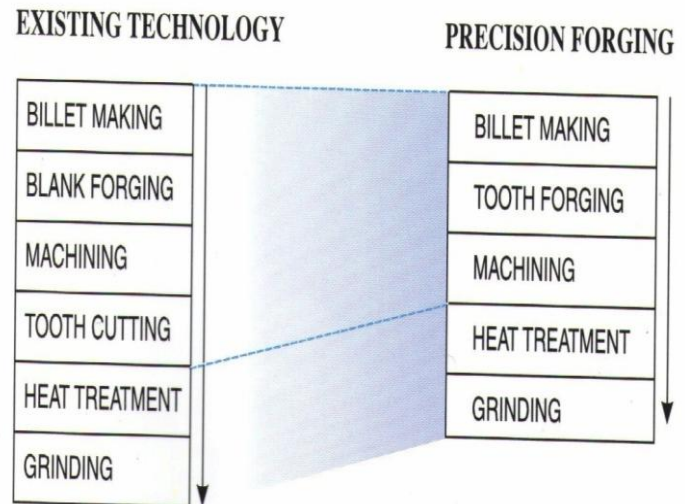 EXISTING TECHNOLOGY
BILLET MAKING
BLANK FORGING
MACHINING
TOOTH CUTTING
HEAT TREATMENT
GRINDING
PRECISION FORGING
BILLET MAKING
TOOTH FORGING
MACHINING
HEAT TREATMENT
GRINDING